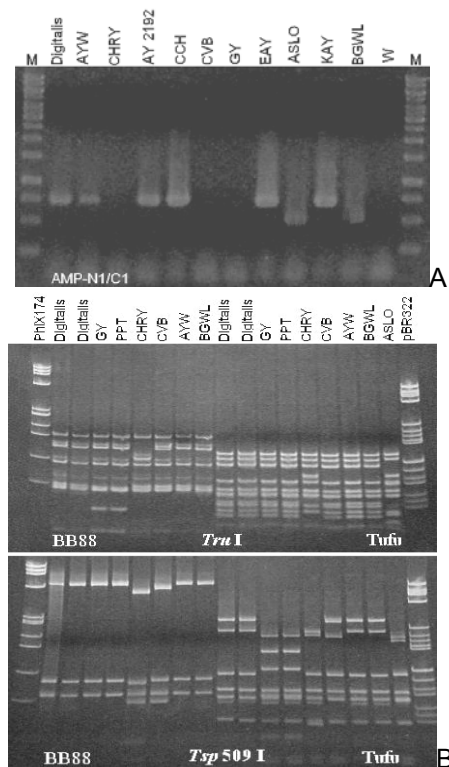 M Digitalis AYW CHRY AY 2192 CCH CVB GY EAY ASLO KAY BGWL W M
AMP-N1/C1
A
PhiX174 Digitalis Digitalis GY PPT CHRY CVB AYW BGWL Digitalis Digitalis GY PPT CHRY CVB AYW BGWL ASLO pBR322
BB88 Tru I Tufu
BB88 Tsp 509 I Tufu
B